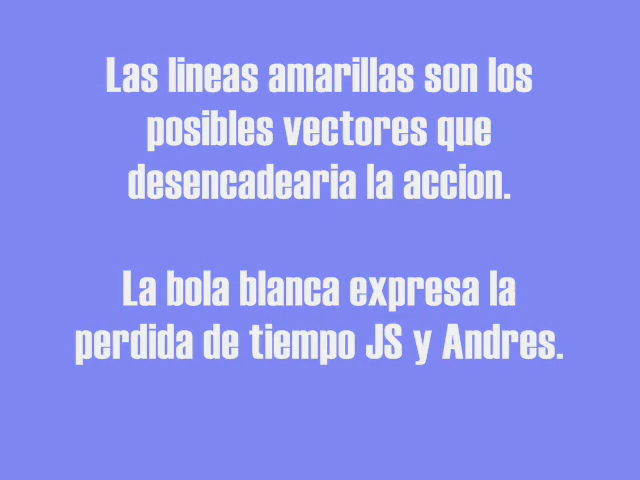 Las lineas amarillas son los
posibles vectores que
desencadearia la accion.
La bola blanca expresa la
perdida de tiempo JS y Andres.